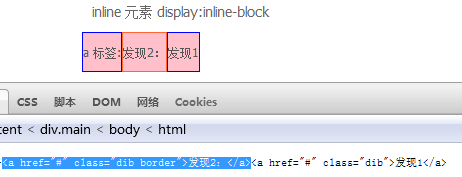 inline 元素 display:inline-block
a 标签:发现2：发现1
CSS 脚本 DOM 网络 Cookies:
tent < div.main < body < html
<a href="#" class="dib border">发现2：</a><a href="#" class="dib">发现1</a>